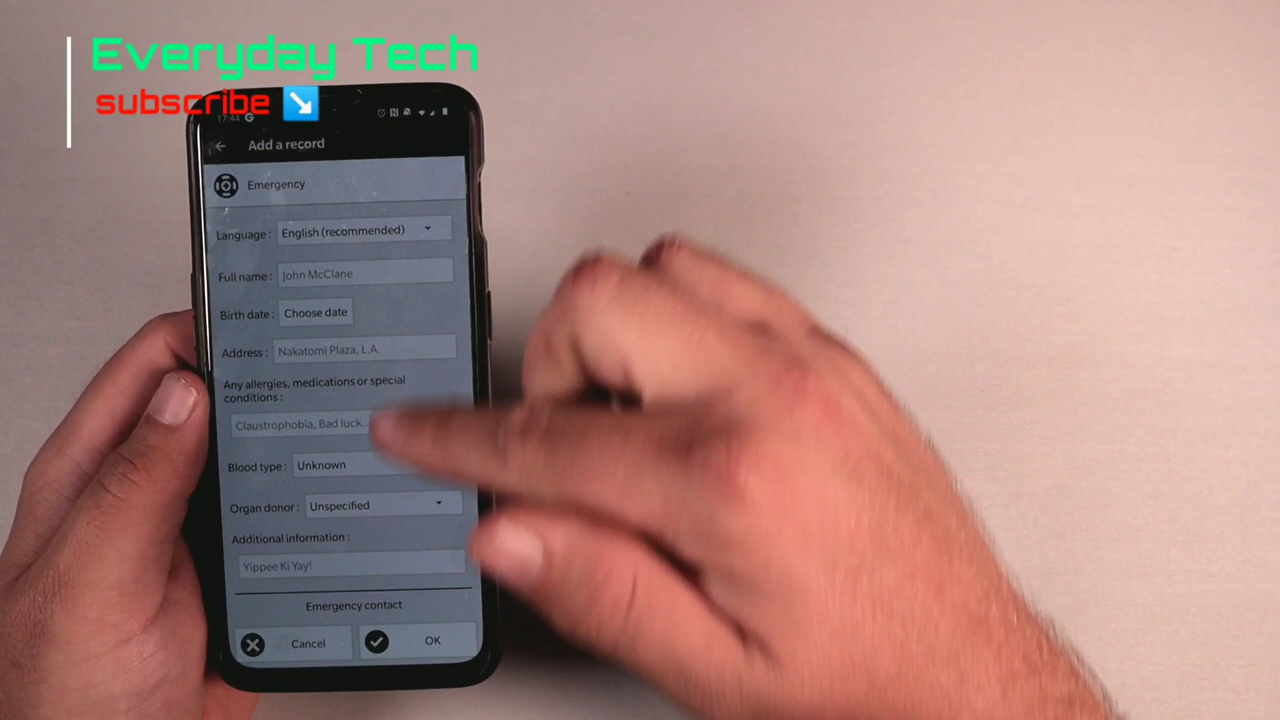 Everyday Tech
subscribe
17:44 G
Add a record
Emergency
Language : English (recommended)
Full name : John McClane
Birth date : Choose date
Address : Nakatomi Plaza, L.A.
Any allergies, medications or special
conditions :
Claustrophobia, Bad luck...
Blood type : Unknown
Organ donor : Unspecified
Additional information :
Yippee Ki Yay!
Emergency contact
Cancel OK